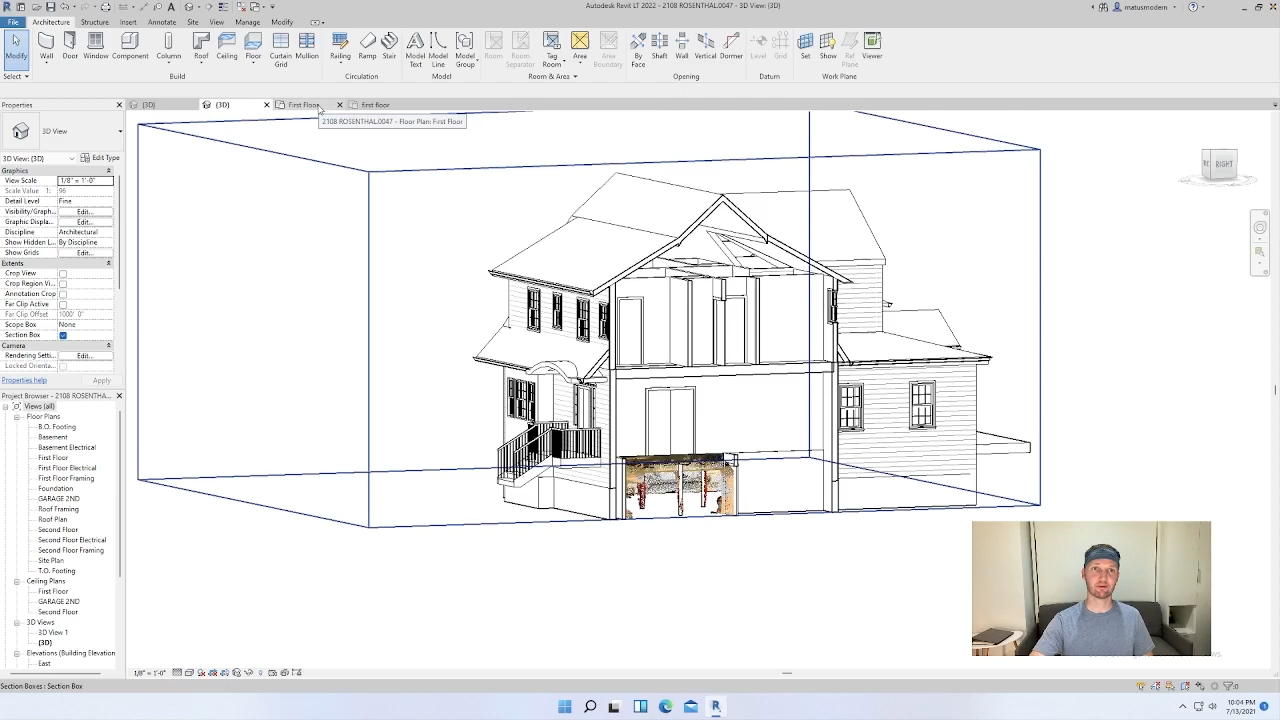 Autodesk Revit LT 2022 - 2108 ROSENTHAL.0047 - 3D View: {3D}
matusmodern
File Architecture Structure Insert Annotate Site View Manage Modify
Modify Wall Door Window Component Column Roof Ceiling Floor Curtain Grid Mullion Railing Ramp Stair Model Text Model Line Model Group Room Room Separator Tag Room Area Area Boundary By Face Shaft Wall Vertical Dormer Level Grid Set Show Ref Plane Viewer
Select Build Circulation Model Room & Area Opening Datum Work Plane
Properties
{3D} {3D} First Floor first floor
2108 ROSENTHAL.0047 - Floor Plan: First Floor
3D View
3D View: {3D} Edit Type
Graphics
View Scale 1/8" = 1'-0"
Scale Value 1: 96
Detail Level Fine
Visibility/Graph... Edit...
Graphic Displa... Edit...
Discipline Architectural
Show Hidden L... By Discipline
Show Grids Edit...
Extents
Crop View
Crop Region Vi...
Annotation Crop
Far Clip Active
Far Clip Offset 1000' 0"
Scope Box None
Section Box
Camera
Rendering Setti... Edit...
Locked Orienta...
Properties help Apply
Project Browser - 2108 ROSENTHA...
Views (all)
Floor Plans
B.O. Footing
Basement
Basement Electrical
First Floor
First Floor Electrical
First Floor Framing
Foundation
GARAGE 2ND
Roof Framing
Roof Plan
Second Floor
Second Floor Electrical
Second Floor Framing
Site Plan
T.O. Footing
Ceiling Plans
First Floor
GARAGE 2ND
Second Floor
3D Views
3D View 1
{3D}
Elevations (Building Elevation
East
RIGHT
1/8" = 1'-0"
Section Boxes : Section Box
:0
10:04 PM
7/13/2021